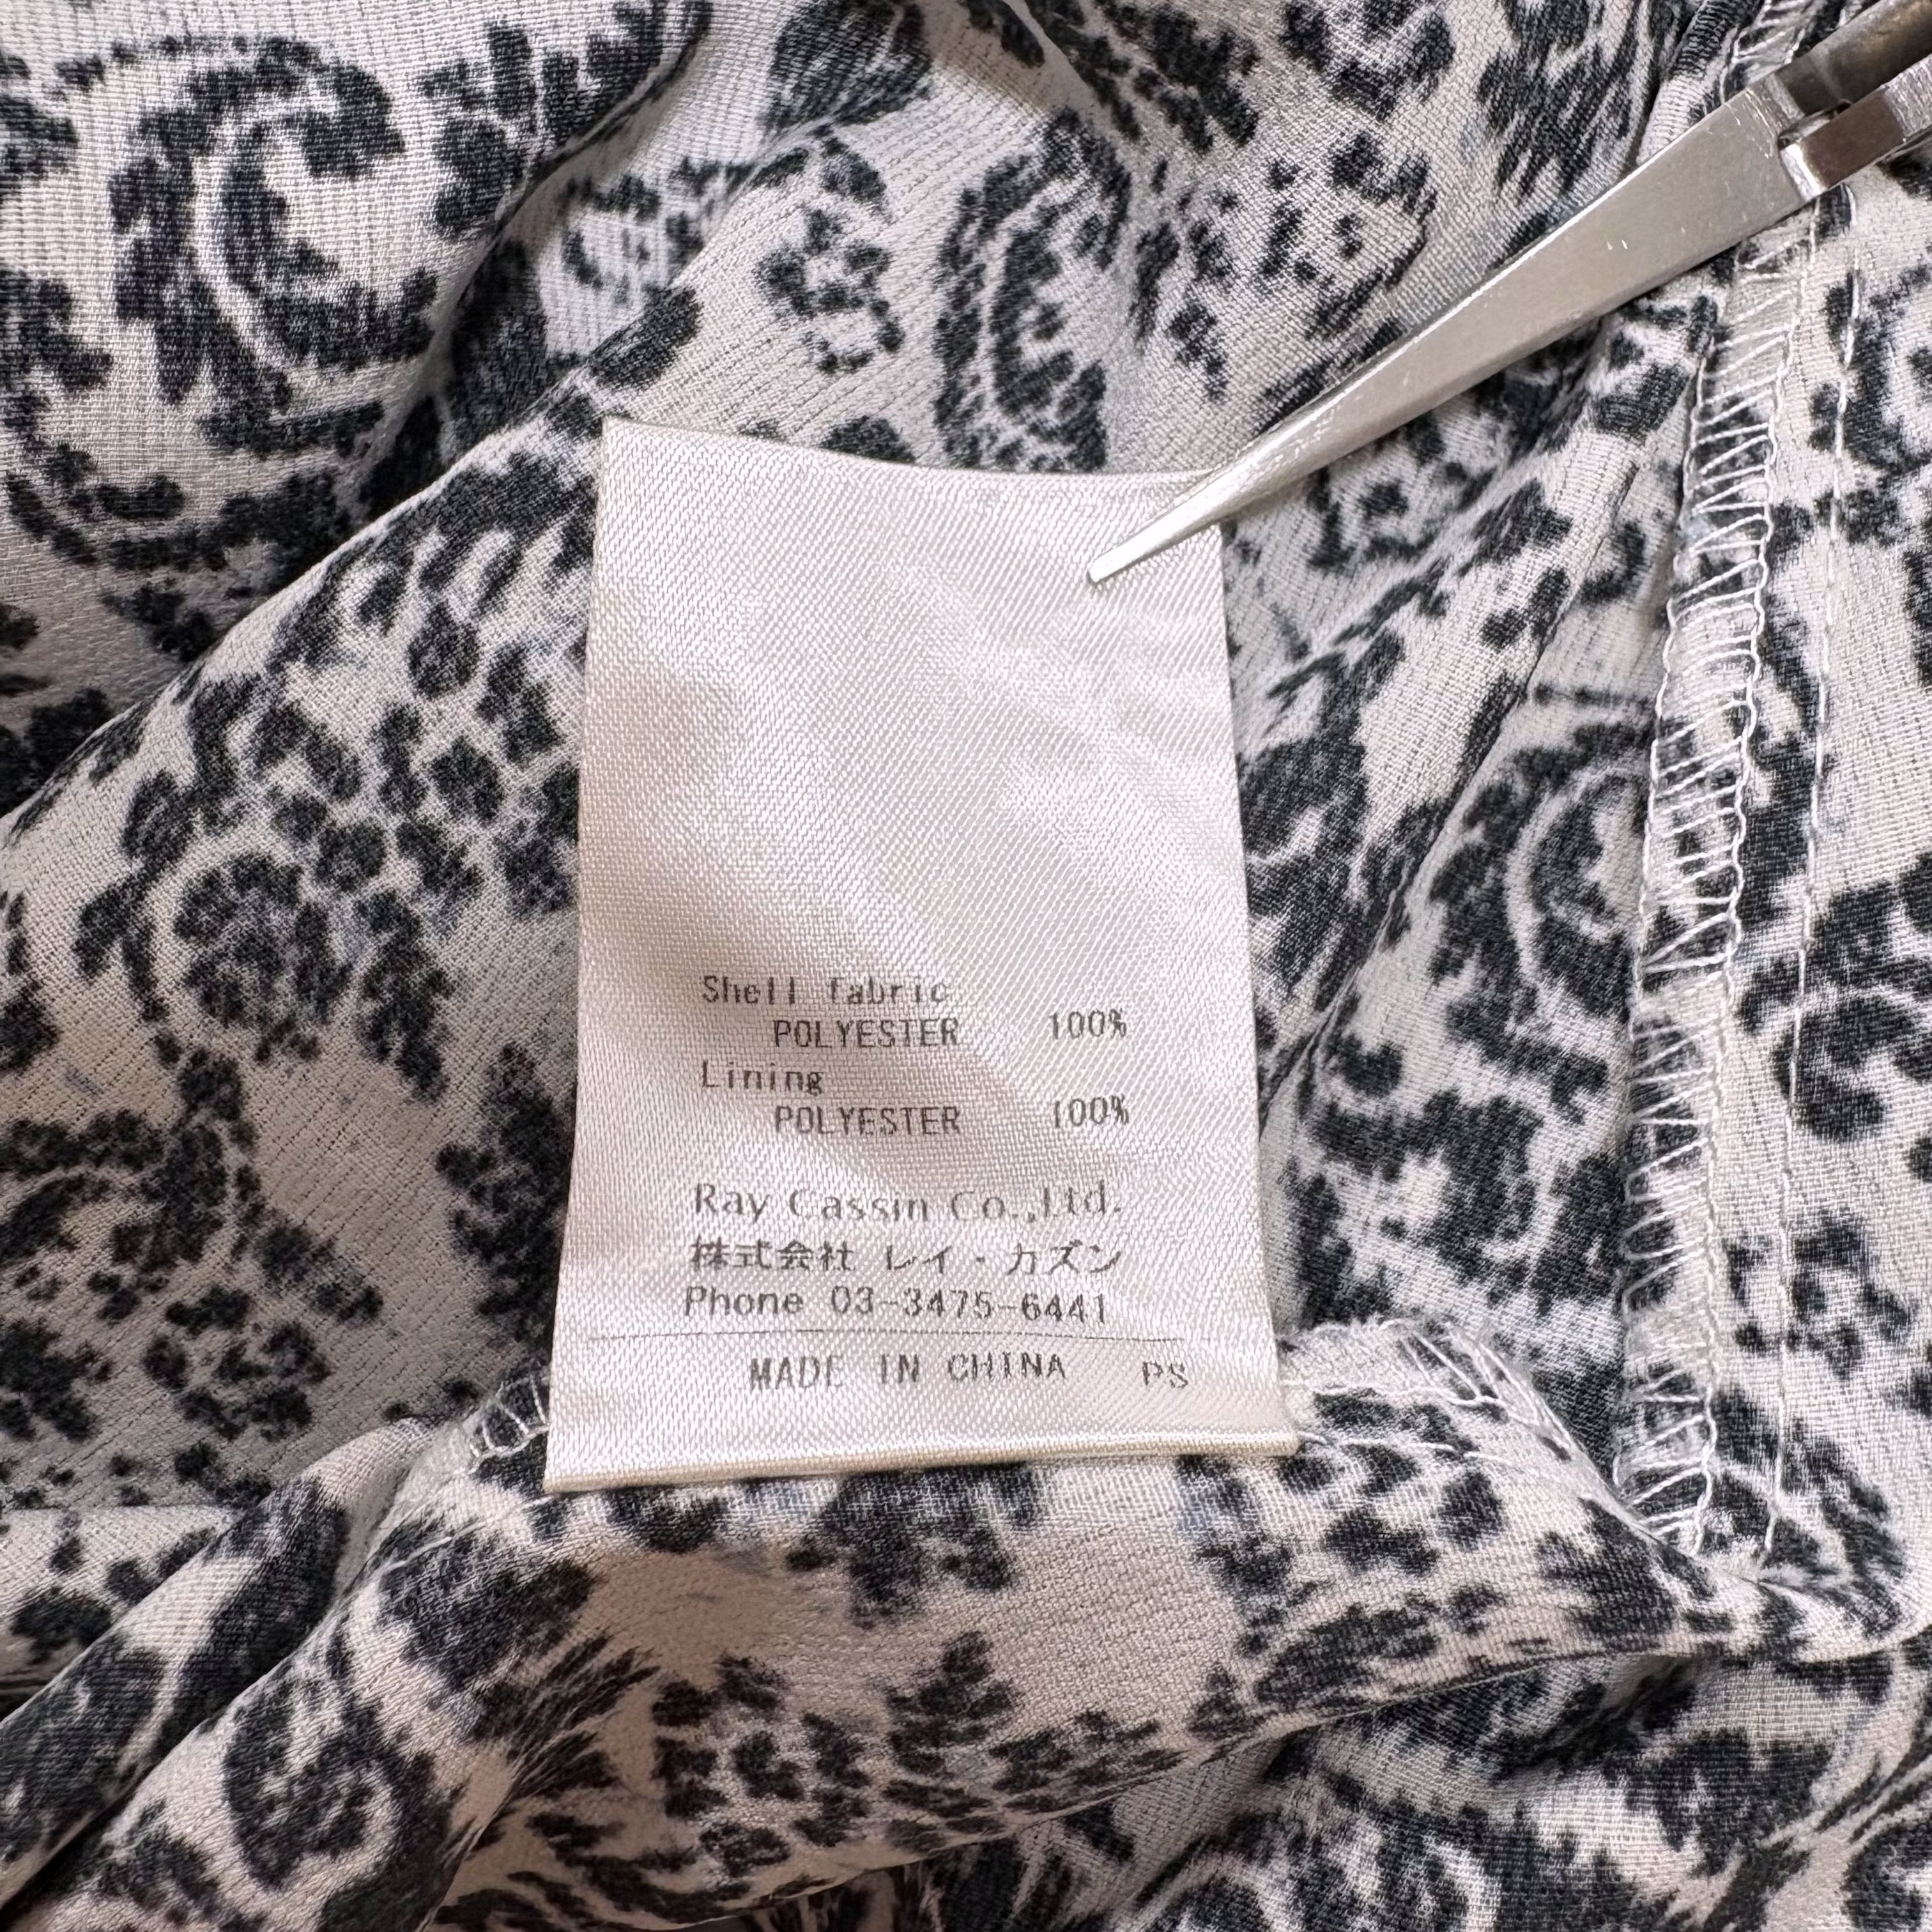 Shell fabric
POLYESTER 100%
Lining
POLYESTER 100%
Ray Cassin Co.,Ltd.
株式会社 レイ・カズン
Phone 03-3475-6441
MADE IN CHINA PS